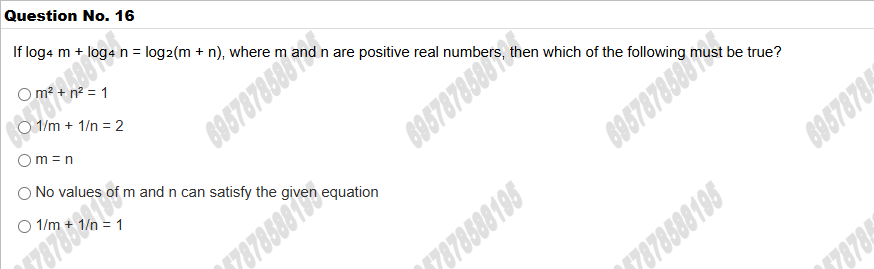 Question No. 16
If log₄ m + log₄ n = log₂(m + n), where m and n are positive real numbers, then which of the following must be true?
m² + n² = 1
1/m + 1/n = 2
m = n
No values of m and n can satisfy the given equation
1/m + 1/n = 1